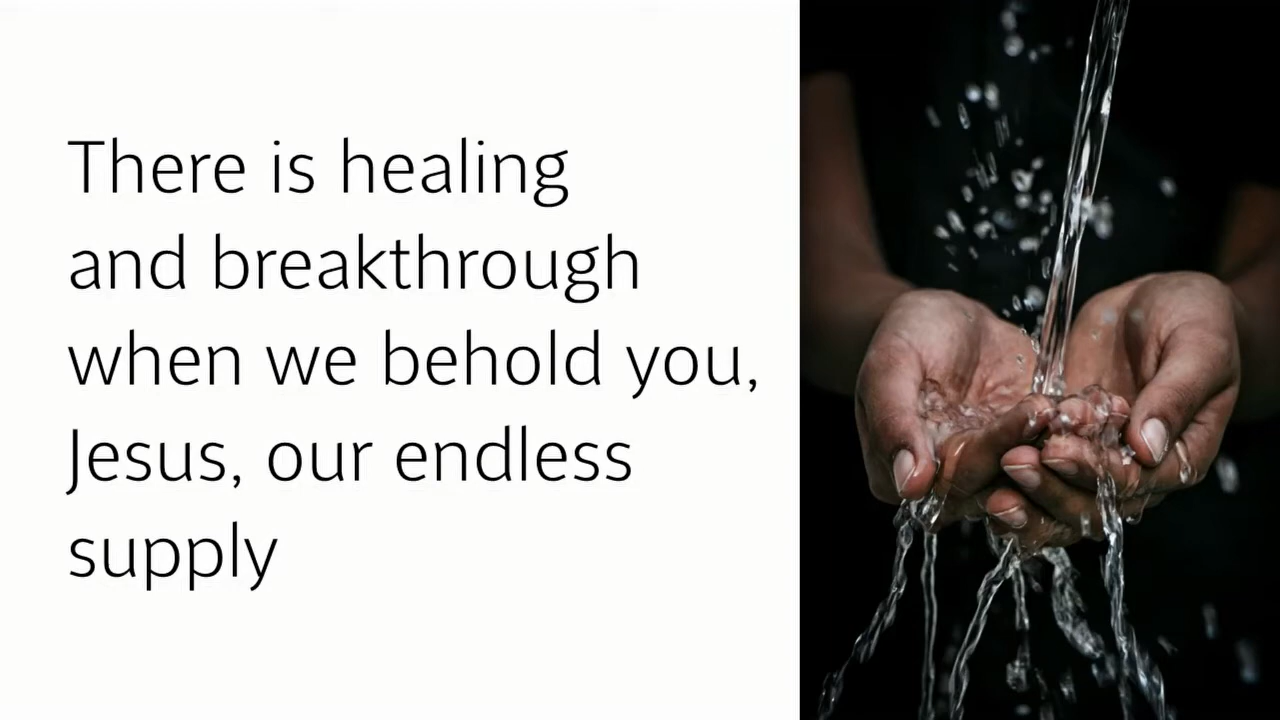 There is healing
and breakthrough
when we behold you,
Jesus, our endless
supply